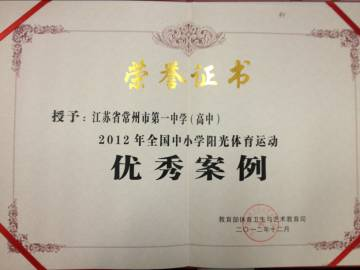 荣誉证书
授予：江苏省常州市第一中学（高中）
2012年全国中小学阳光体育运动
优秀案例
教育部体育卫生与艺术教育司
二〇一二年十二月